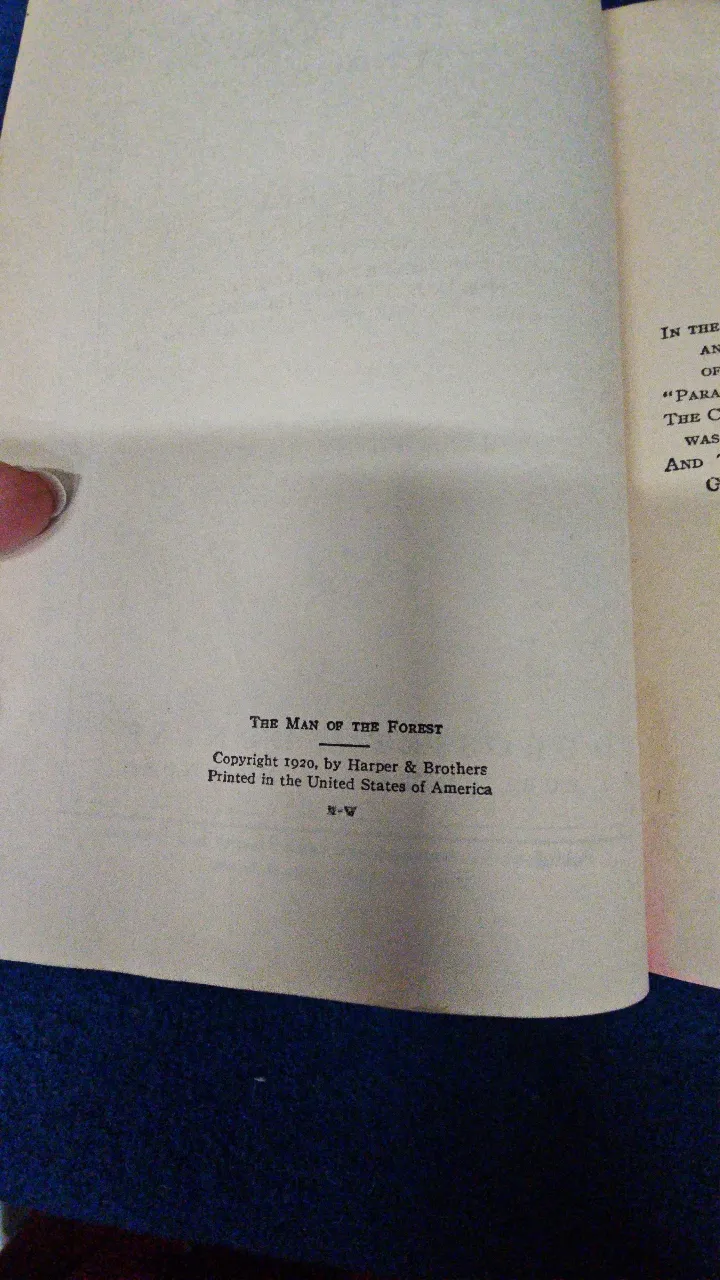 The Man of the Forest
Copyright 1920, by Harper & Brothers
Printed in the United States of America
N-W
In the
an
of
"Para
The C
was
And T
G